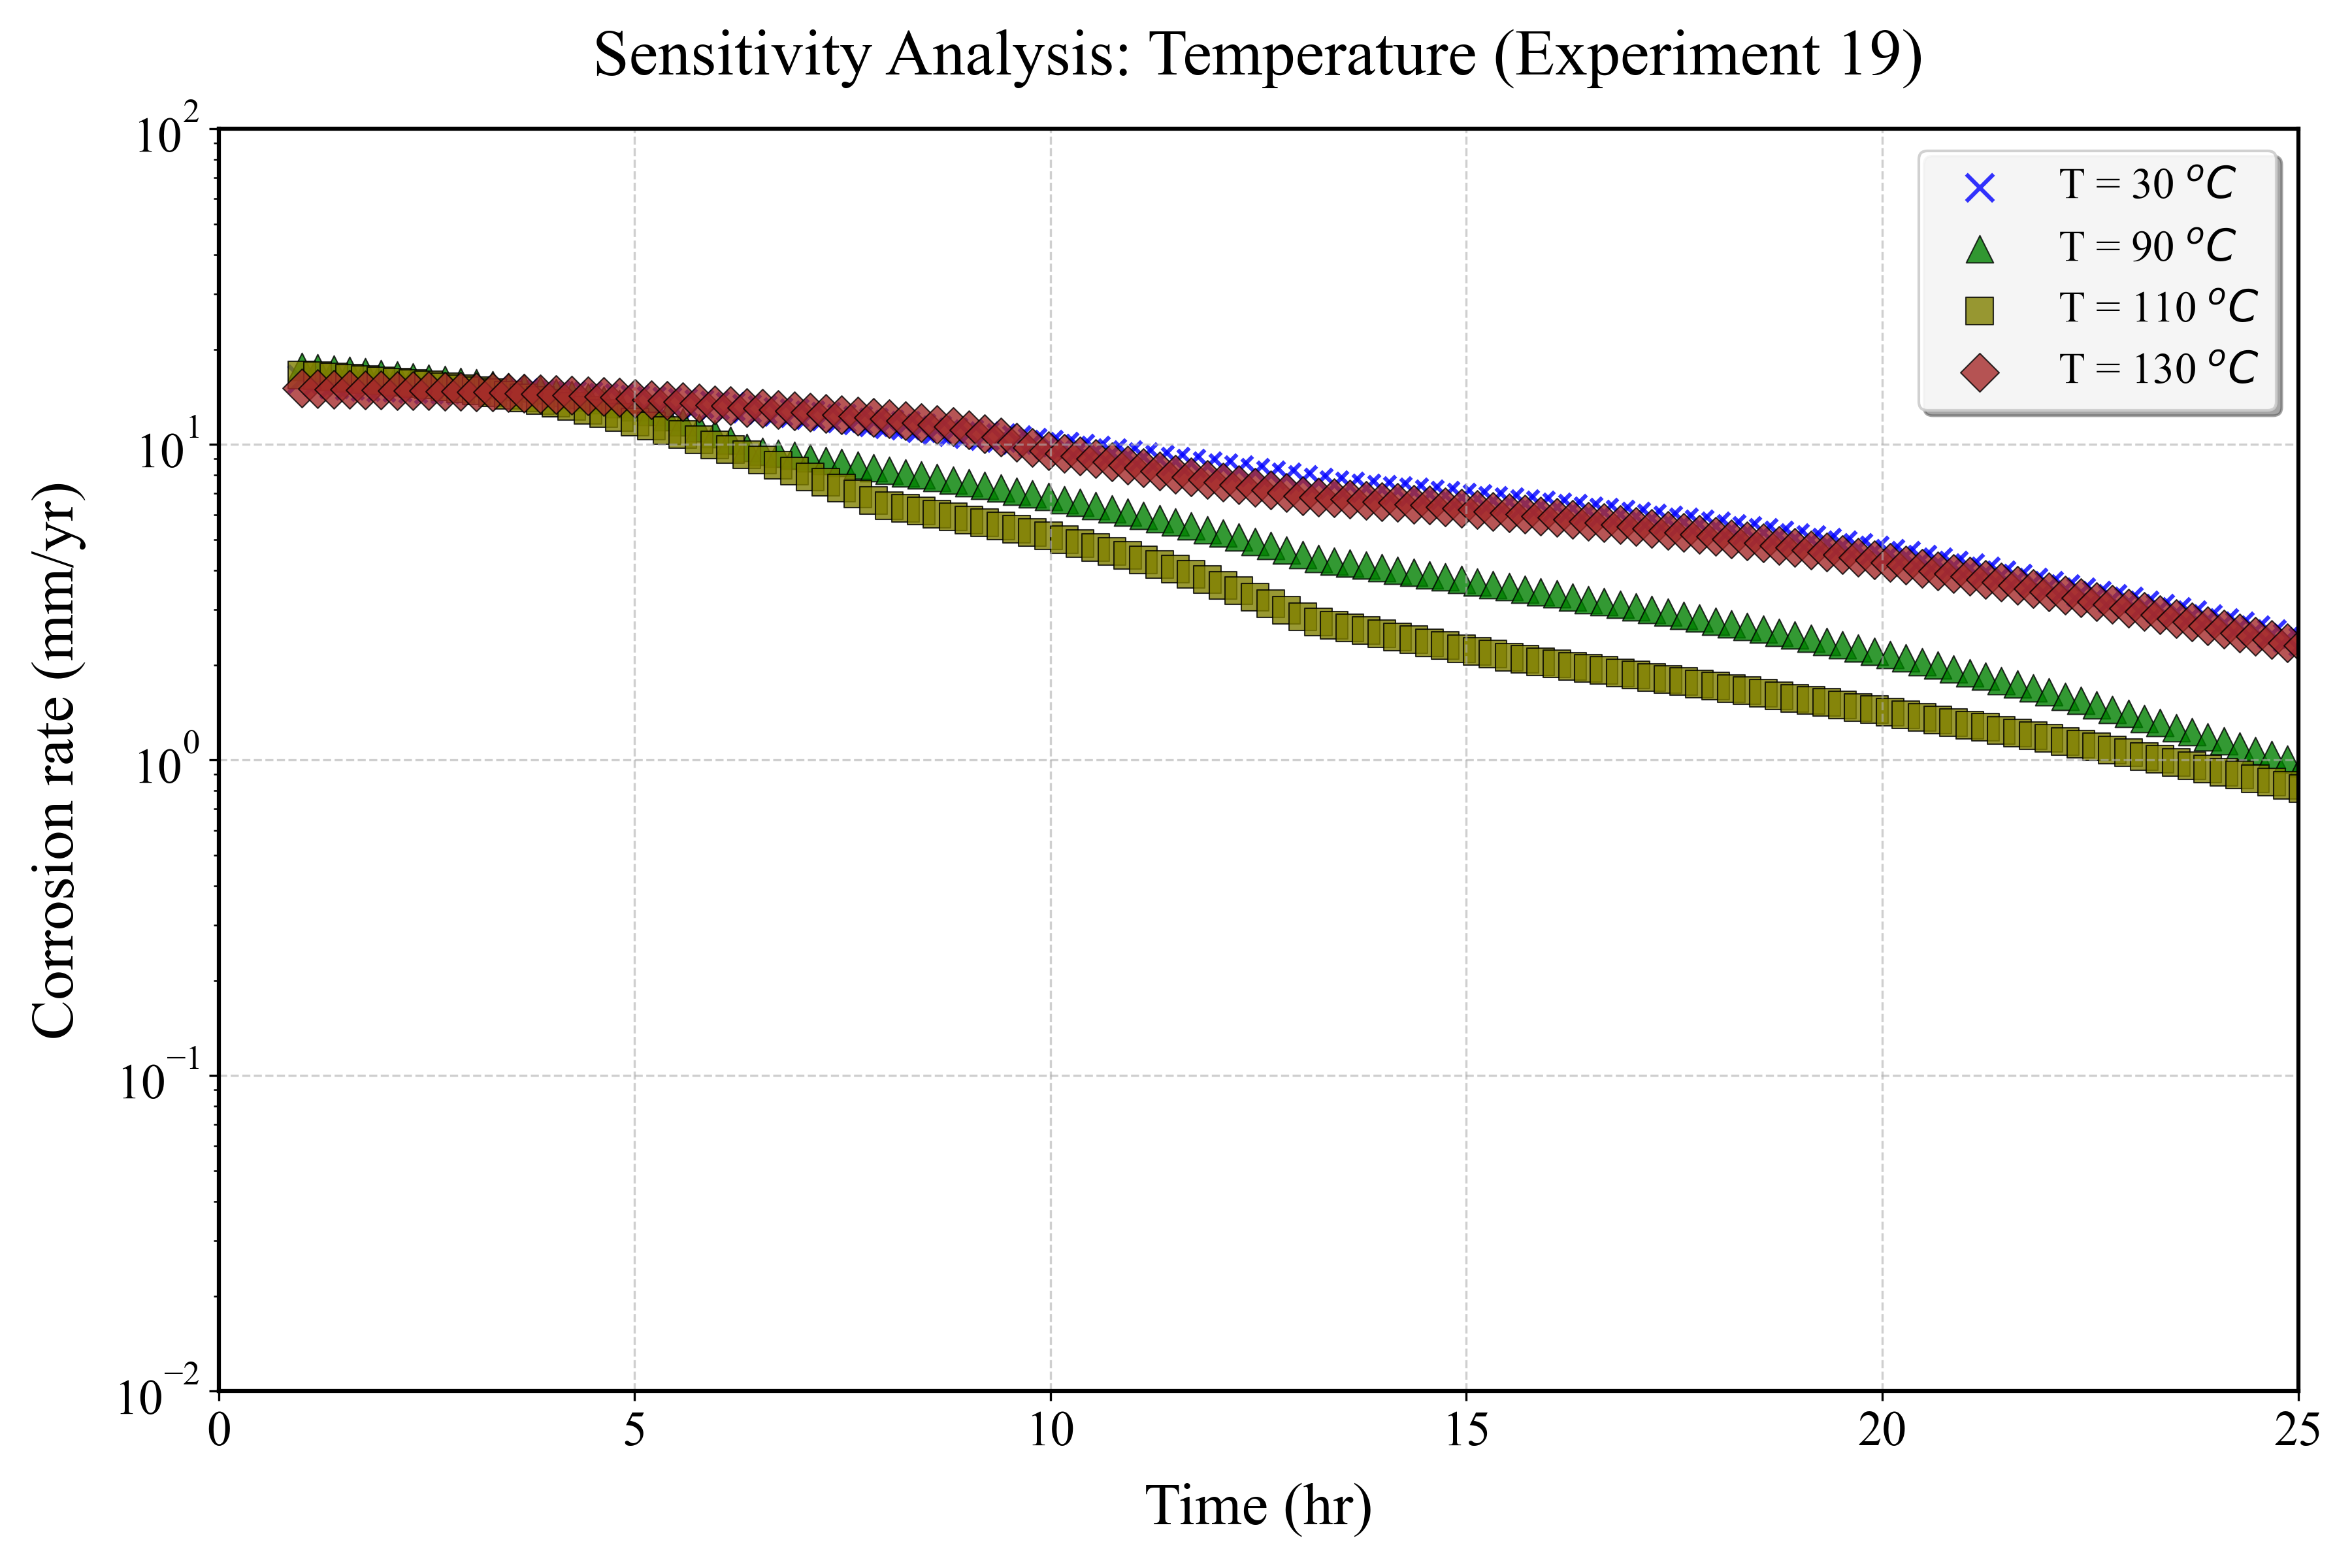 Sensitivity Analysis: Temperature (Experiment 19)
10^2
10^1
10^0
10^−1
10^−2
Corrosion rate (mm/yr)
T = 30 °C
T = 90 °C
T = 110 °C
T = 130 °C
0 5 10 15 20 25
Time (hr)